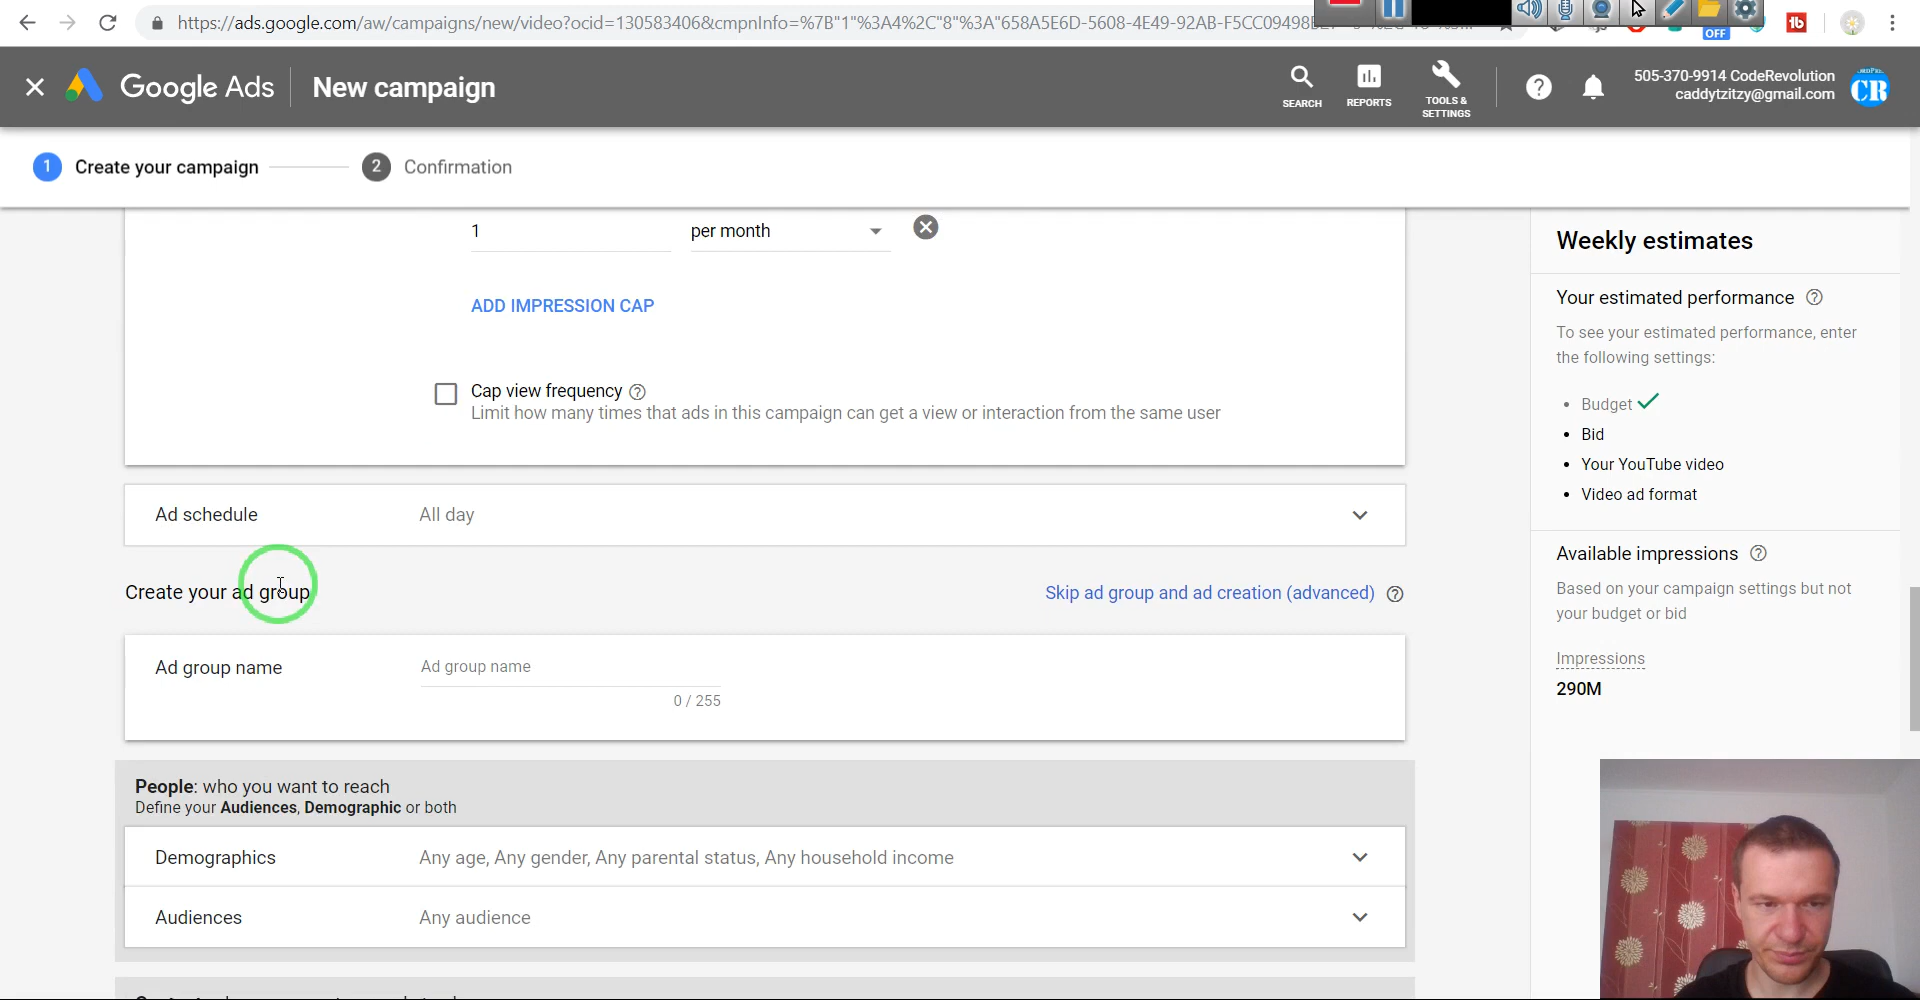 https://ads.google.com/aw/campaigns/new/video?ocid=130583406&cmpnInfo=%7B"1"%3A4%2C"8"%3A"658A5E6D-5608-4E49-92AB-F5CC09498
OFF
Google Ads
New campaign
SEARCH
REPORTS
TOOLS &
SETTINGS
505-370-9914 CodeRevolution
caddytzitzy@gmail.com
CR
1 Create your campaign
2 Confirmation
1
per month
ADD IMPRESSION CAP
Cap view frequency
Limit how many times that ads in this campaign can get a view or interaction from the same user
Ad schedule
All day
Create your ad group
Skip ad group and ad creation (advanced)
Ad group name
Ad group name
0 / 255
People: who you want to reach
Define your Audiences, Demographic or both
Demographics
Any age, Any gender, Any parental status, Any household income
Audiences
Any audience
Weekly estimates
Your estimated performance
To see your estimated performance, enter
the following settings:
• Budget
• Bid
• Your YouTube video
• Video ad format
Available impressions
Based on your campaign settings but not
your budget or bid
Impressions
290M